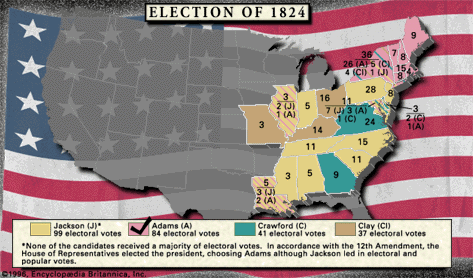 ELECTION OF 1824
9
36
26 (A) 5 (C)
4 (Cl) 1 (J)
7
8
15
8
4
8
28
3
2 (C)
1(A)
3
2 (J)
1 (A)
5
16
11
7 (J) 3 (A)
1 (C)
24
3
14
15
11
11
3
5
9
5
3 (J)
2 (A)
Jackson (J)*
99 electoral votes
Adams (A)
84 electoral votes
Crawford (C)
41 electoral votes
Clay (Cl)
37 electoral votes
*None of the candidates received a majority of electoral votes. In accordance with the 12th Amendment, the
House of Representatives elected the president, choosing Adams although Jackson led in electoral and
popular votes.
©1996, Encyclopædia Britannica, Inc.